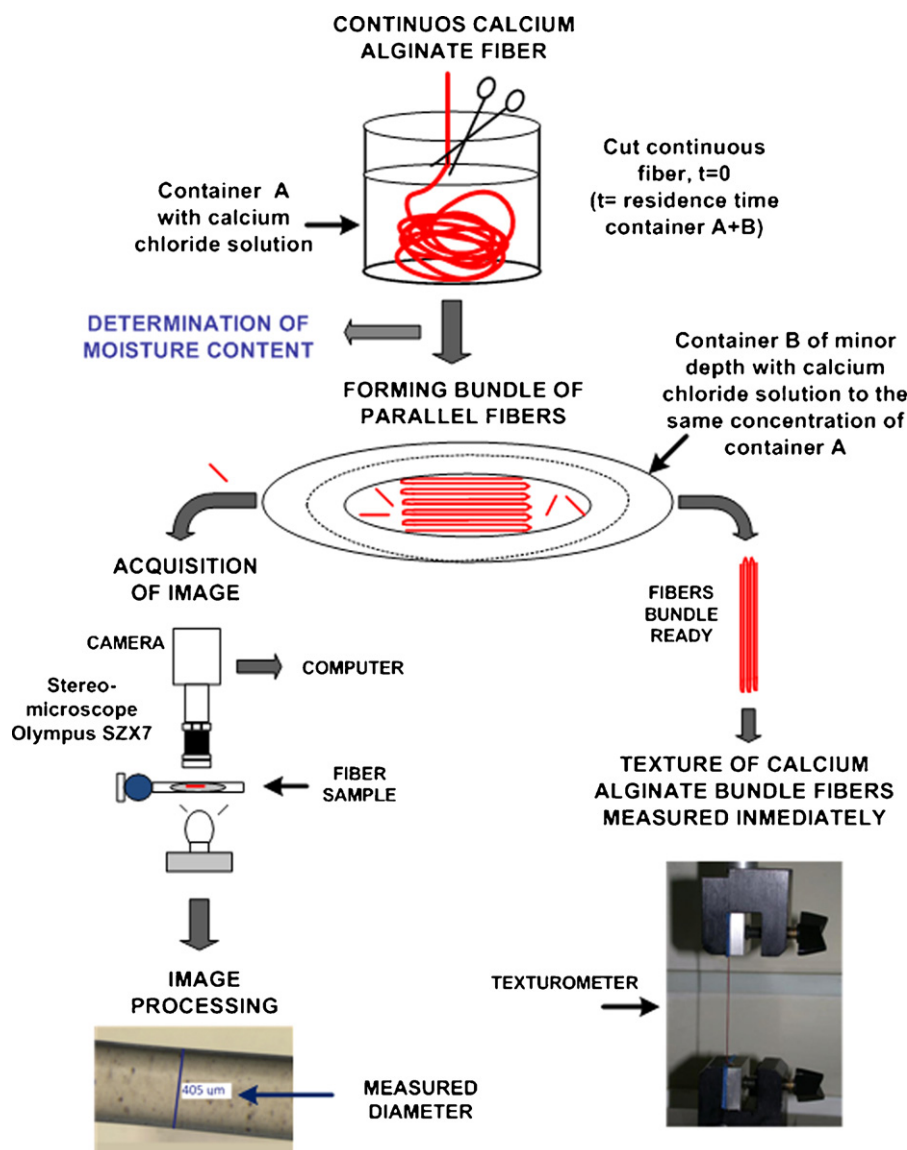 CONTINUOS CALCIUM
ALGINATE FIBER
Cut continuous
fiber, t=0
(t= residence time
container A+B)
Container A
with calcium
chloride solution
DETERMINATION OF
MOISTURE CONTENT
Container B of minor
depth with calcium
chloride solution to the
same concentration of
container A
FORMING BUNDLE OF
PARALLEL FIBERS
ACQUISITION
OF IMAGE
FIBERS
BUNDLE
READY
CAMERA
COMPUTER
Stereo-
microscope
Olympus SZX7
FIBER
SAMPLE
TEXTURE OF CALCIUM
ALGINATE BUNDLE FIBERS
MEASURED INMEDIATELY
IMAGE
PROCESSING
TEXTUROMETER
405 µm
MEASURED
DIAMETER